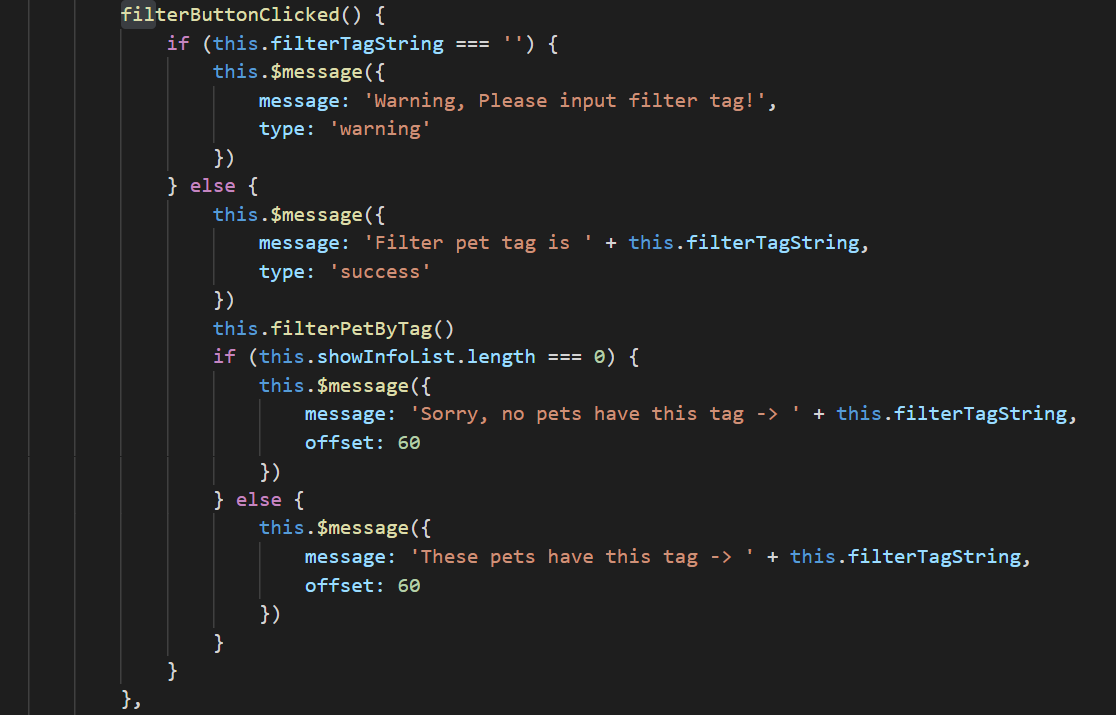 filterButtonClicked() {
    if (this.filterTagString === '') {
        this.$message({
            message: 'Warning, Please input filter tag!',
            type: 'warning'
        })
    } else {
        this.$message({
            message: 'Filter pet tag is ' + this.filterTagString,
            type: 'success'
        })
        this.filterPetByTag()
        if (this.showInfoList.length === 0) {
            this.$message({
                message: 'Sorry, no pets have this tag -> ' + this.filterTagString,
                offset: 60
            })
        } else {
            this.$message({
                message: 'These pets have this tag -> ' + this.filterTagString,
                offset: 60
            })
        }
    }
},